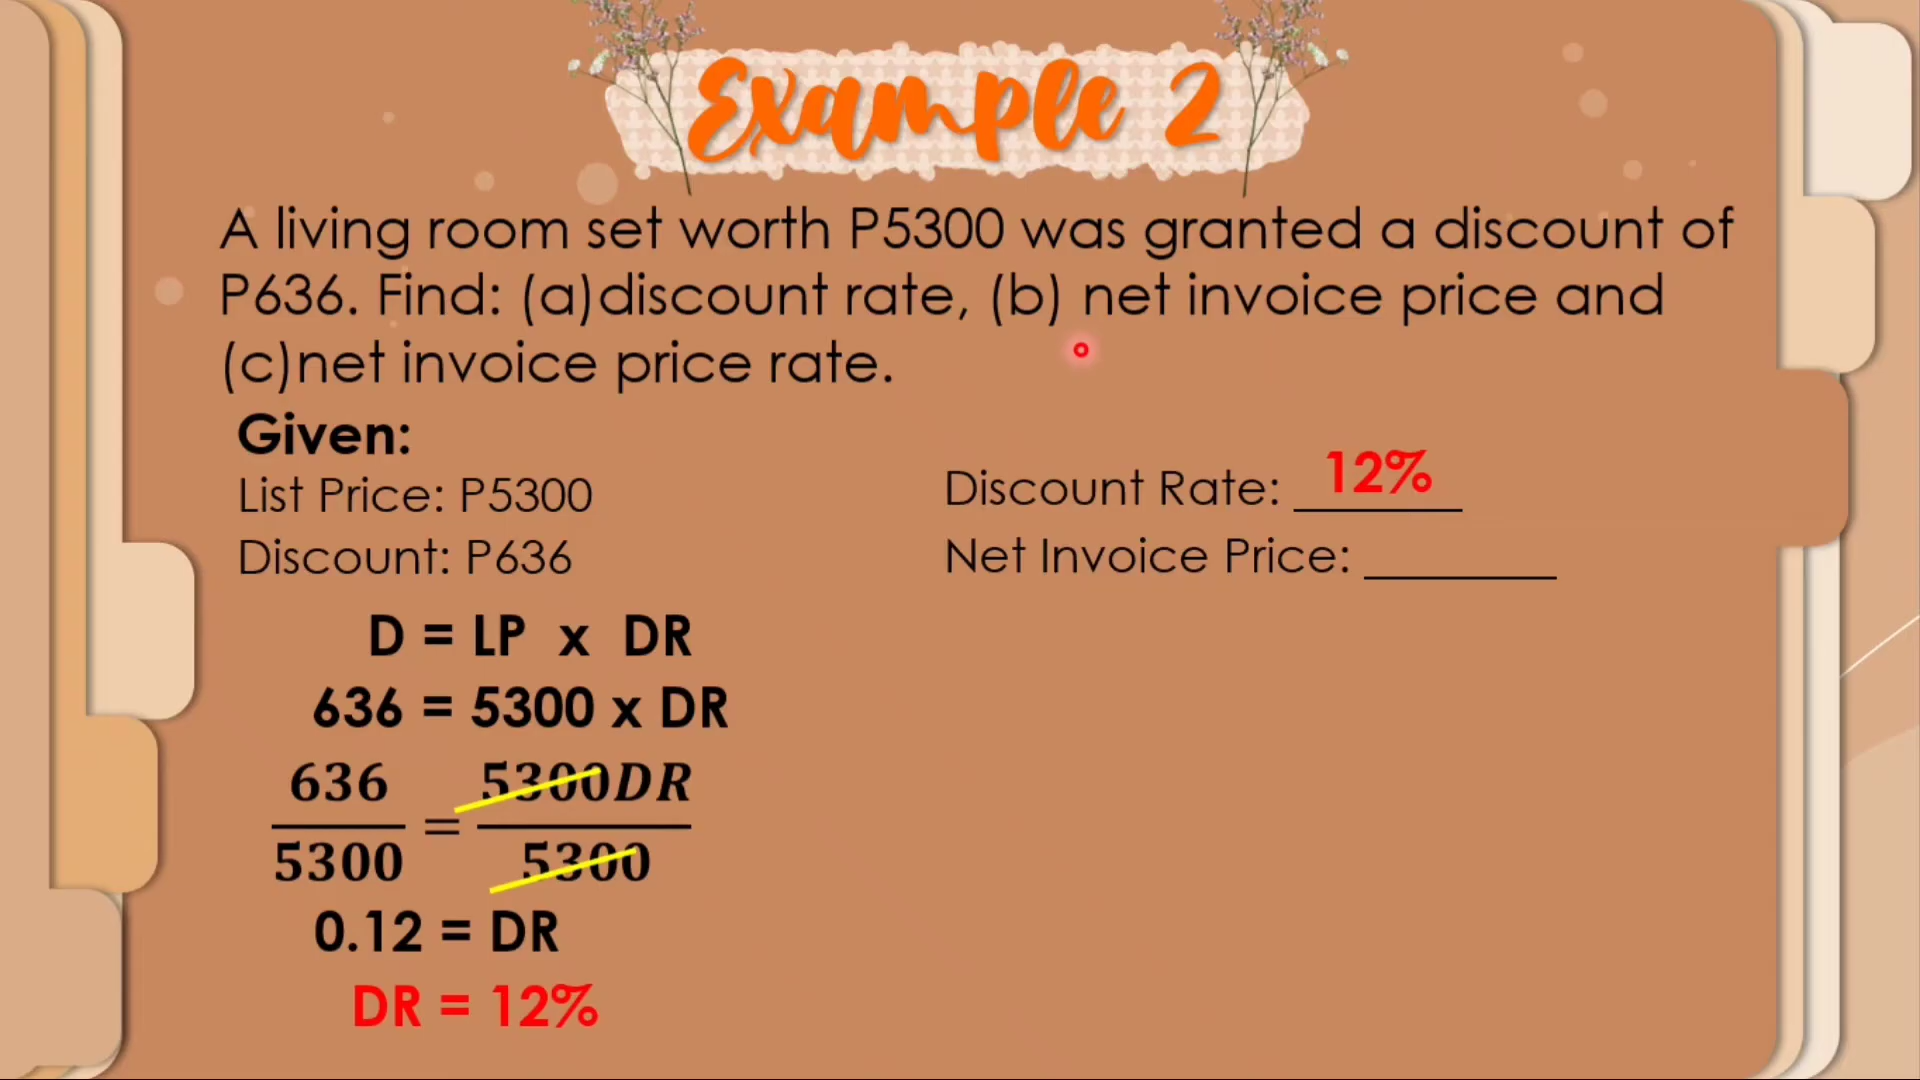 Example 2
A living room set worth P5300 was granted a discount of
P636. Find: (a)discount rate, (b) net invoice price and
(c)net invoice price rate.
Given:
List Price: P5300
Discount: P636
Discount Rate: 12%
Net Invoice Price: ________
D = LP x DR
636 = 5300 x DR
636/5300 = 5300DR/5300
0.12 = DR
DR = 12%